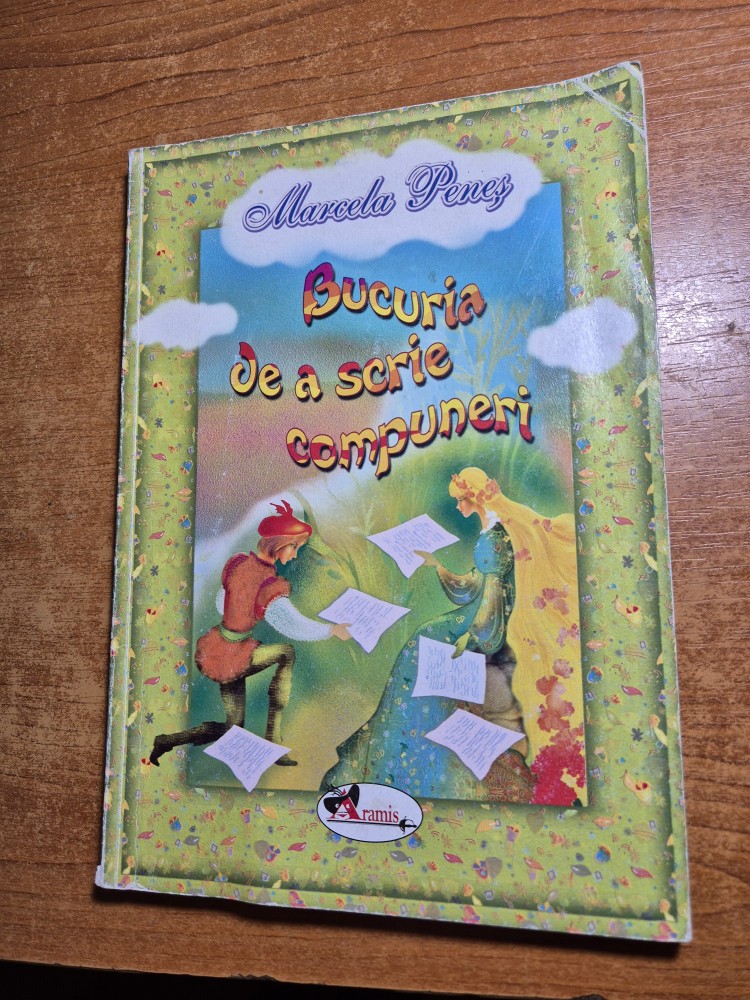 Marcela Peneș
Bucuria
de a scrie
compuneri
Aramis